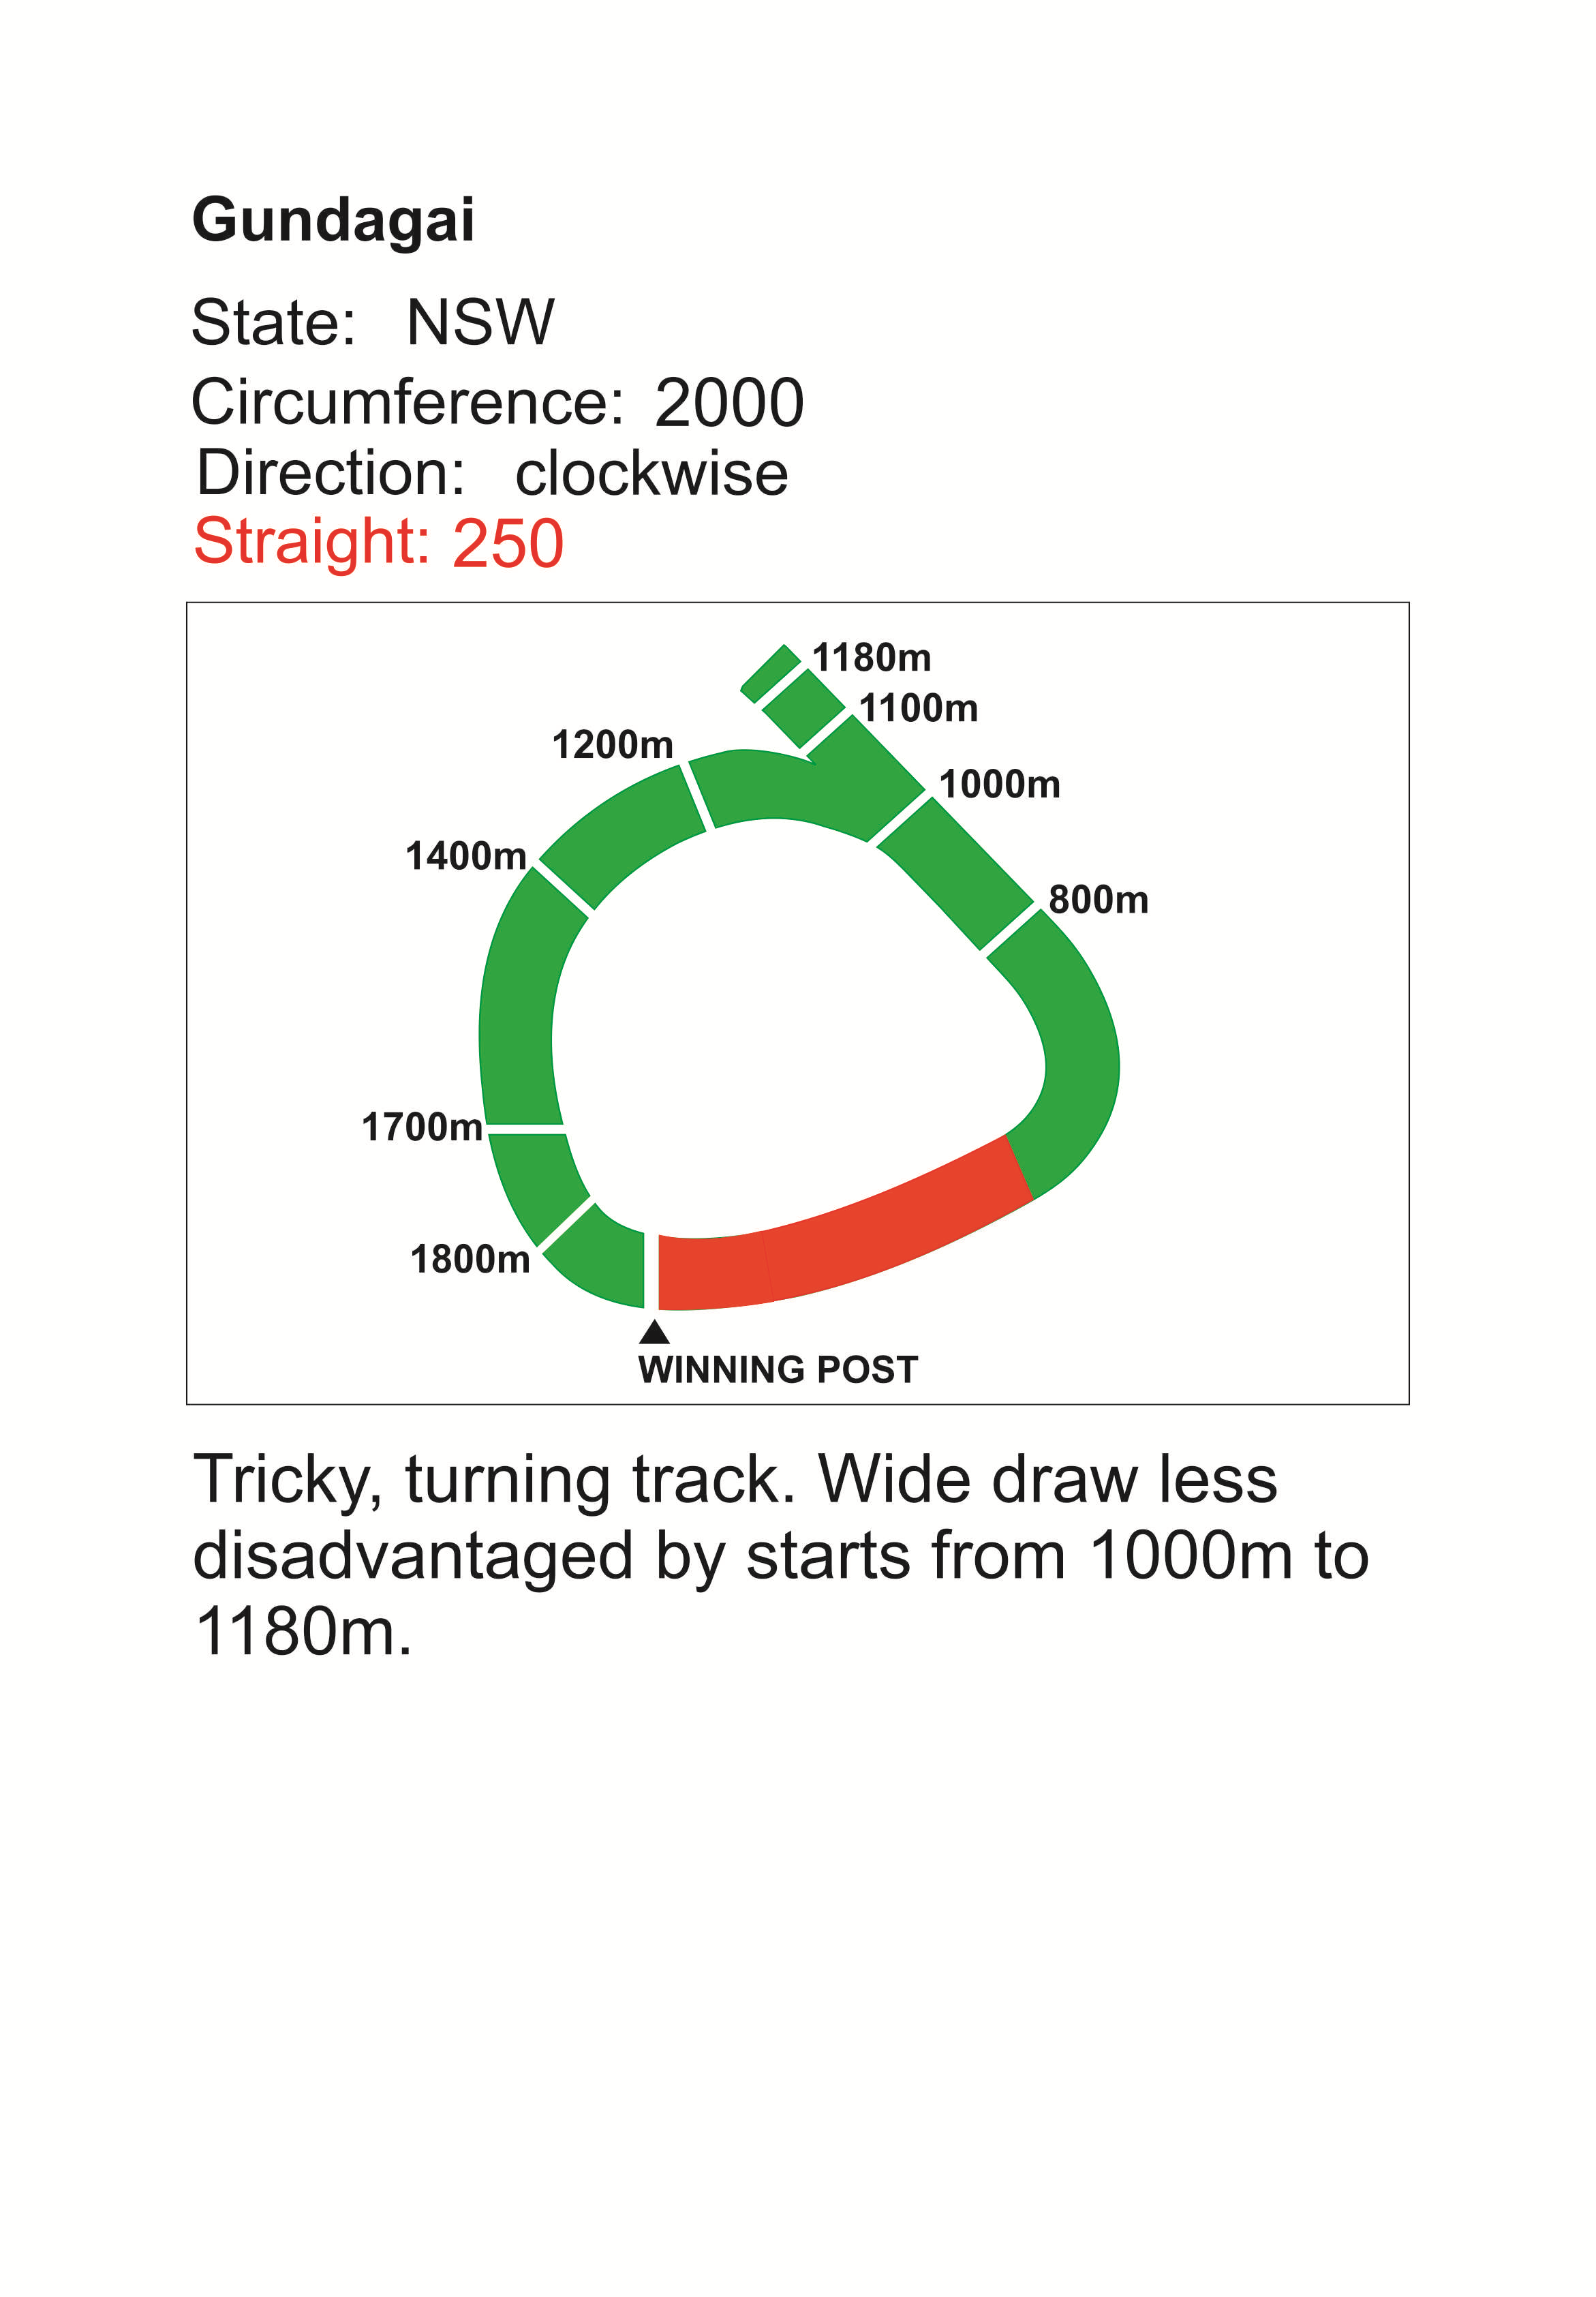 Gundagai
State: NSW
Circumference: 2000
Direction: clockwise
Straight: 250
1180m
1100m
1200m
1000m
1400m
800m
1700m
1800m
WINNING POST
Tricky, turning track. Wide draw less
disadvantaged by starts from 1000m to
1180m.